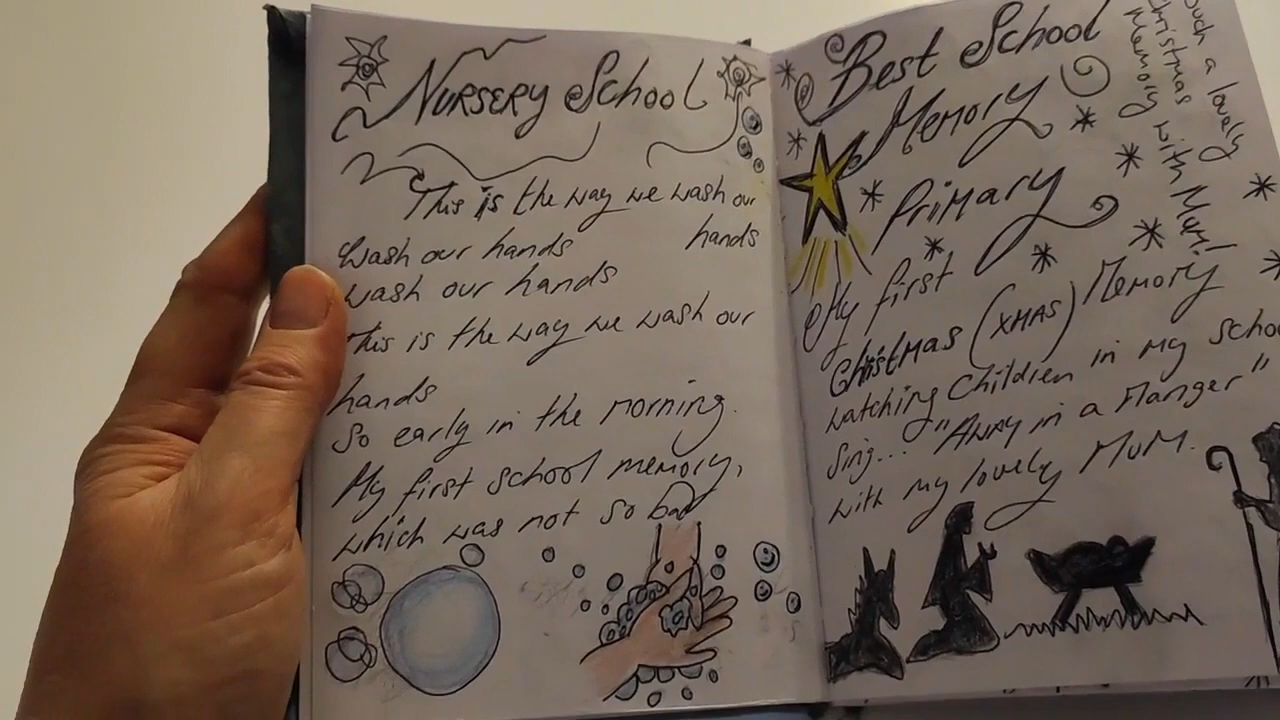 Nursery School
This is the way we wash our
hands
Wash our hands
wash our hands
This is the way we wash our
hands
So early in the morning.
My first school memory,
which was not so bad
Best School
Memory
Primary
My first
Christmas (XMAS) Memory
watching Children in my schoo
sing... "Away in a Manger"
with my lovely MuM.
Such a lovely
Christmas
Memory with Mum!